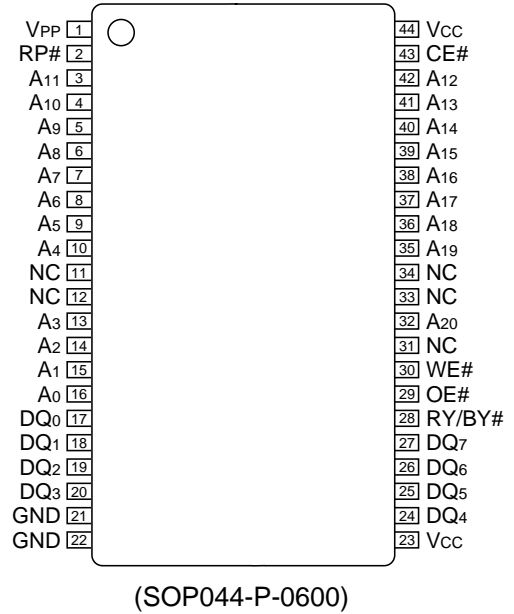 VPP 1 44 VCC
RP# 2 43 CE#
A11 3 42 A12
A10 4 41 A13
A9 5 40 A14
A8 6 39 A15
A7 7 38 A16
A6 8 37 A17
A5 9 36 A18
A4 10 35 A19
NC 11 34 NC
NC 12 33 NC
A3 13 32 A20
A2 14 31 NC
A1 15 30 WE#
A0 16 29 OE#
DQ0 17 28 RY/BY#
DQ1 18 27 DQ7
DQ2 19 26 DQ6
DQ3 20 25 DQ5
GND 21 24 DQ4
GND 22 23 VCC
(SOP044-P-0600)